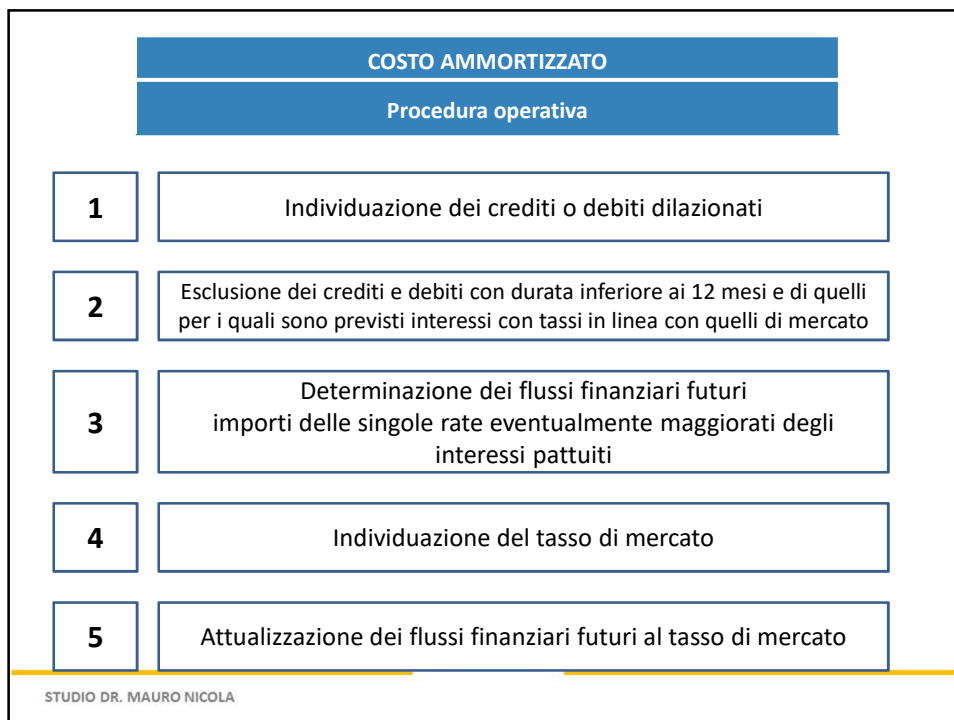 COSTO AMMORTIZZATO
Procedura operativa
1
Individuazione dei crediti o debiti dilazionati
2
Esclusione dei crediti e debiti con durata inferiore ai 12 mesi e di quelli
per i quali sono previsti interessi con tassi in linea con quelli di mercato
3
Determinazione dei flussi finanziari futuri
importi delle singole rate eventualmente maggiorati degli
interessi pattuiti
4
Individuazione del tasso di mercato
5
Attualizzazione dei flussi finanziari futuri al tasso di mercato
STUDIO DR. MAURO NICOLA